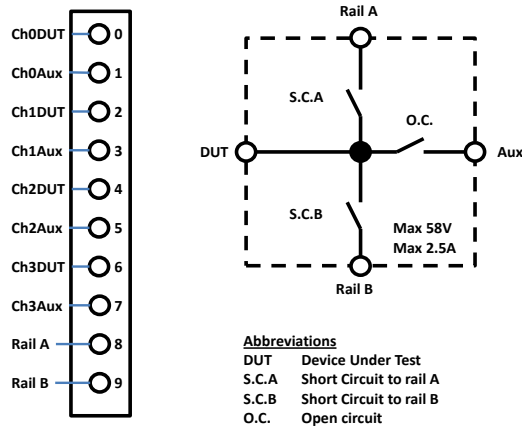 Ch0DUT 0
Ch0Aux 1
Ch1DUT 2
Ch1Aux 3
Ch2DUT 4
Ch2Aux 5
Ch3DUT 6
Ch3Aux 7
Rail A 8
Rail B 9
Rail A
S.C.A
O.C.
DUT
Aux
S.C.B
Max 58V
Max 2.5A
Rail B
Abbreviations
DUT Device Under Test
S.C.A Short Circuit to rail A
S.C.B Short Circuit to rail B
O.C. Open circuit